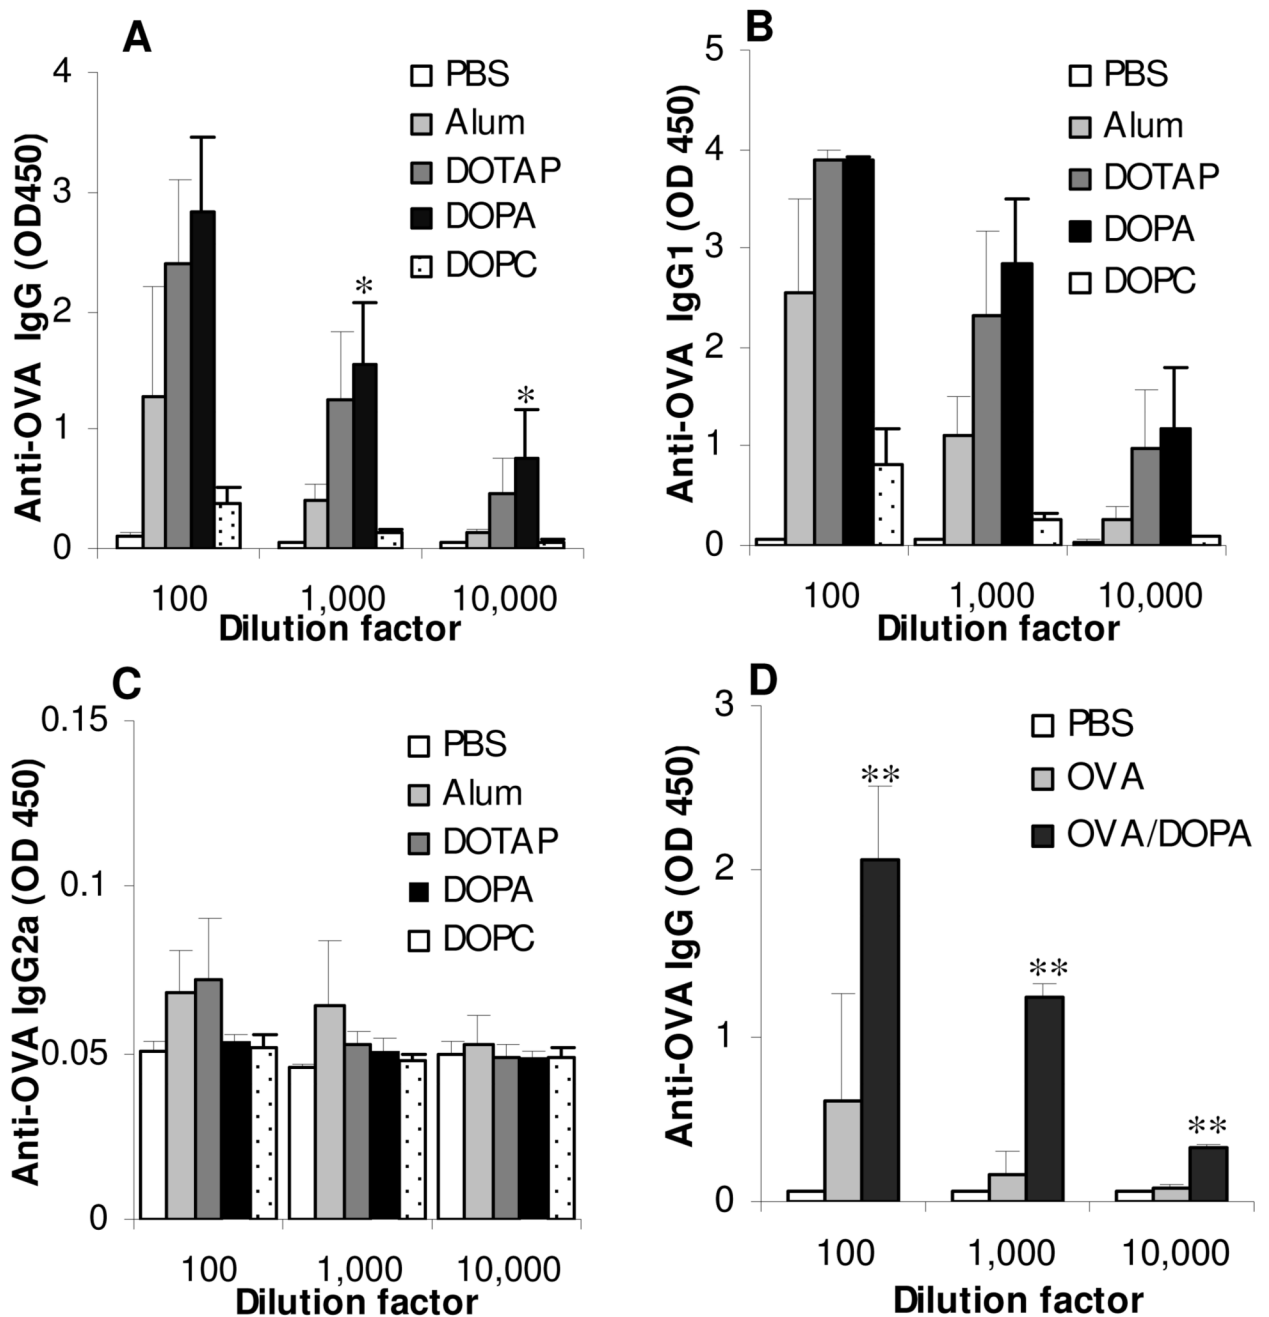 A
Anti-OVA IgG (OD450)
4
3
2
1
0
PBS
Alum
DOTAP
DOPA
DOPC
*
*
100 1,000 10,000
Dilution factor
B
Anti-OVA IgG1 (OD 450)
5
4
3
2
1
0
PBS
Alum
DOTAP
DOPA
DOPC
100 1,000 10,000
Dilution factor
C
Anti-OVA IgG2a (OD 450)
0.15
0.1
0.05
0
PBS
Alum
DOTAP
DOPA
DOPC
100 1,000 10,000
Dilution factor
D
Anti-OVA IgG (OD 450)
3
2
1
0
PBS
OVA
OVA/DOPA
**
**
**
100 1,000 10,000
Dilution factor